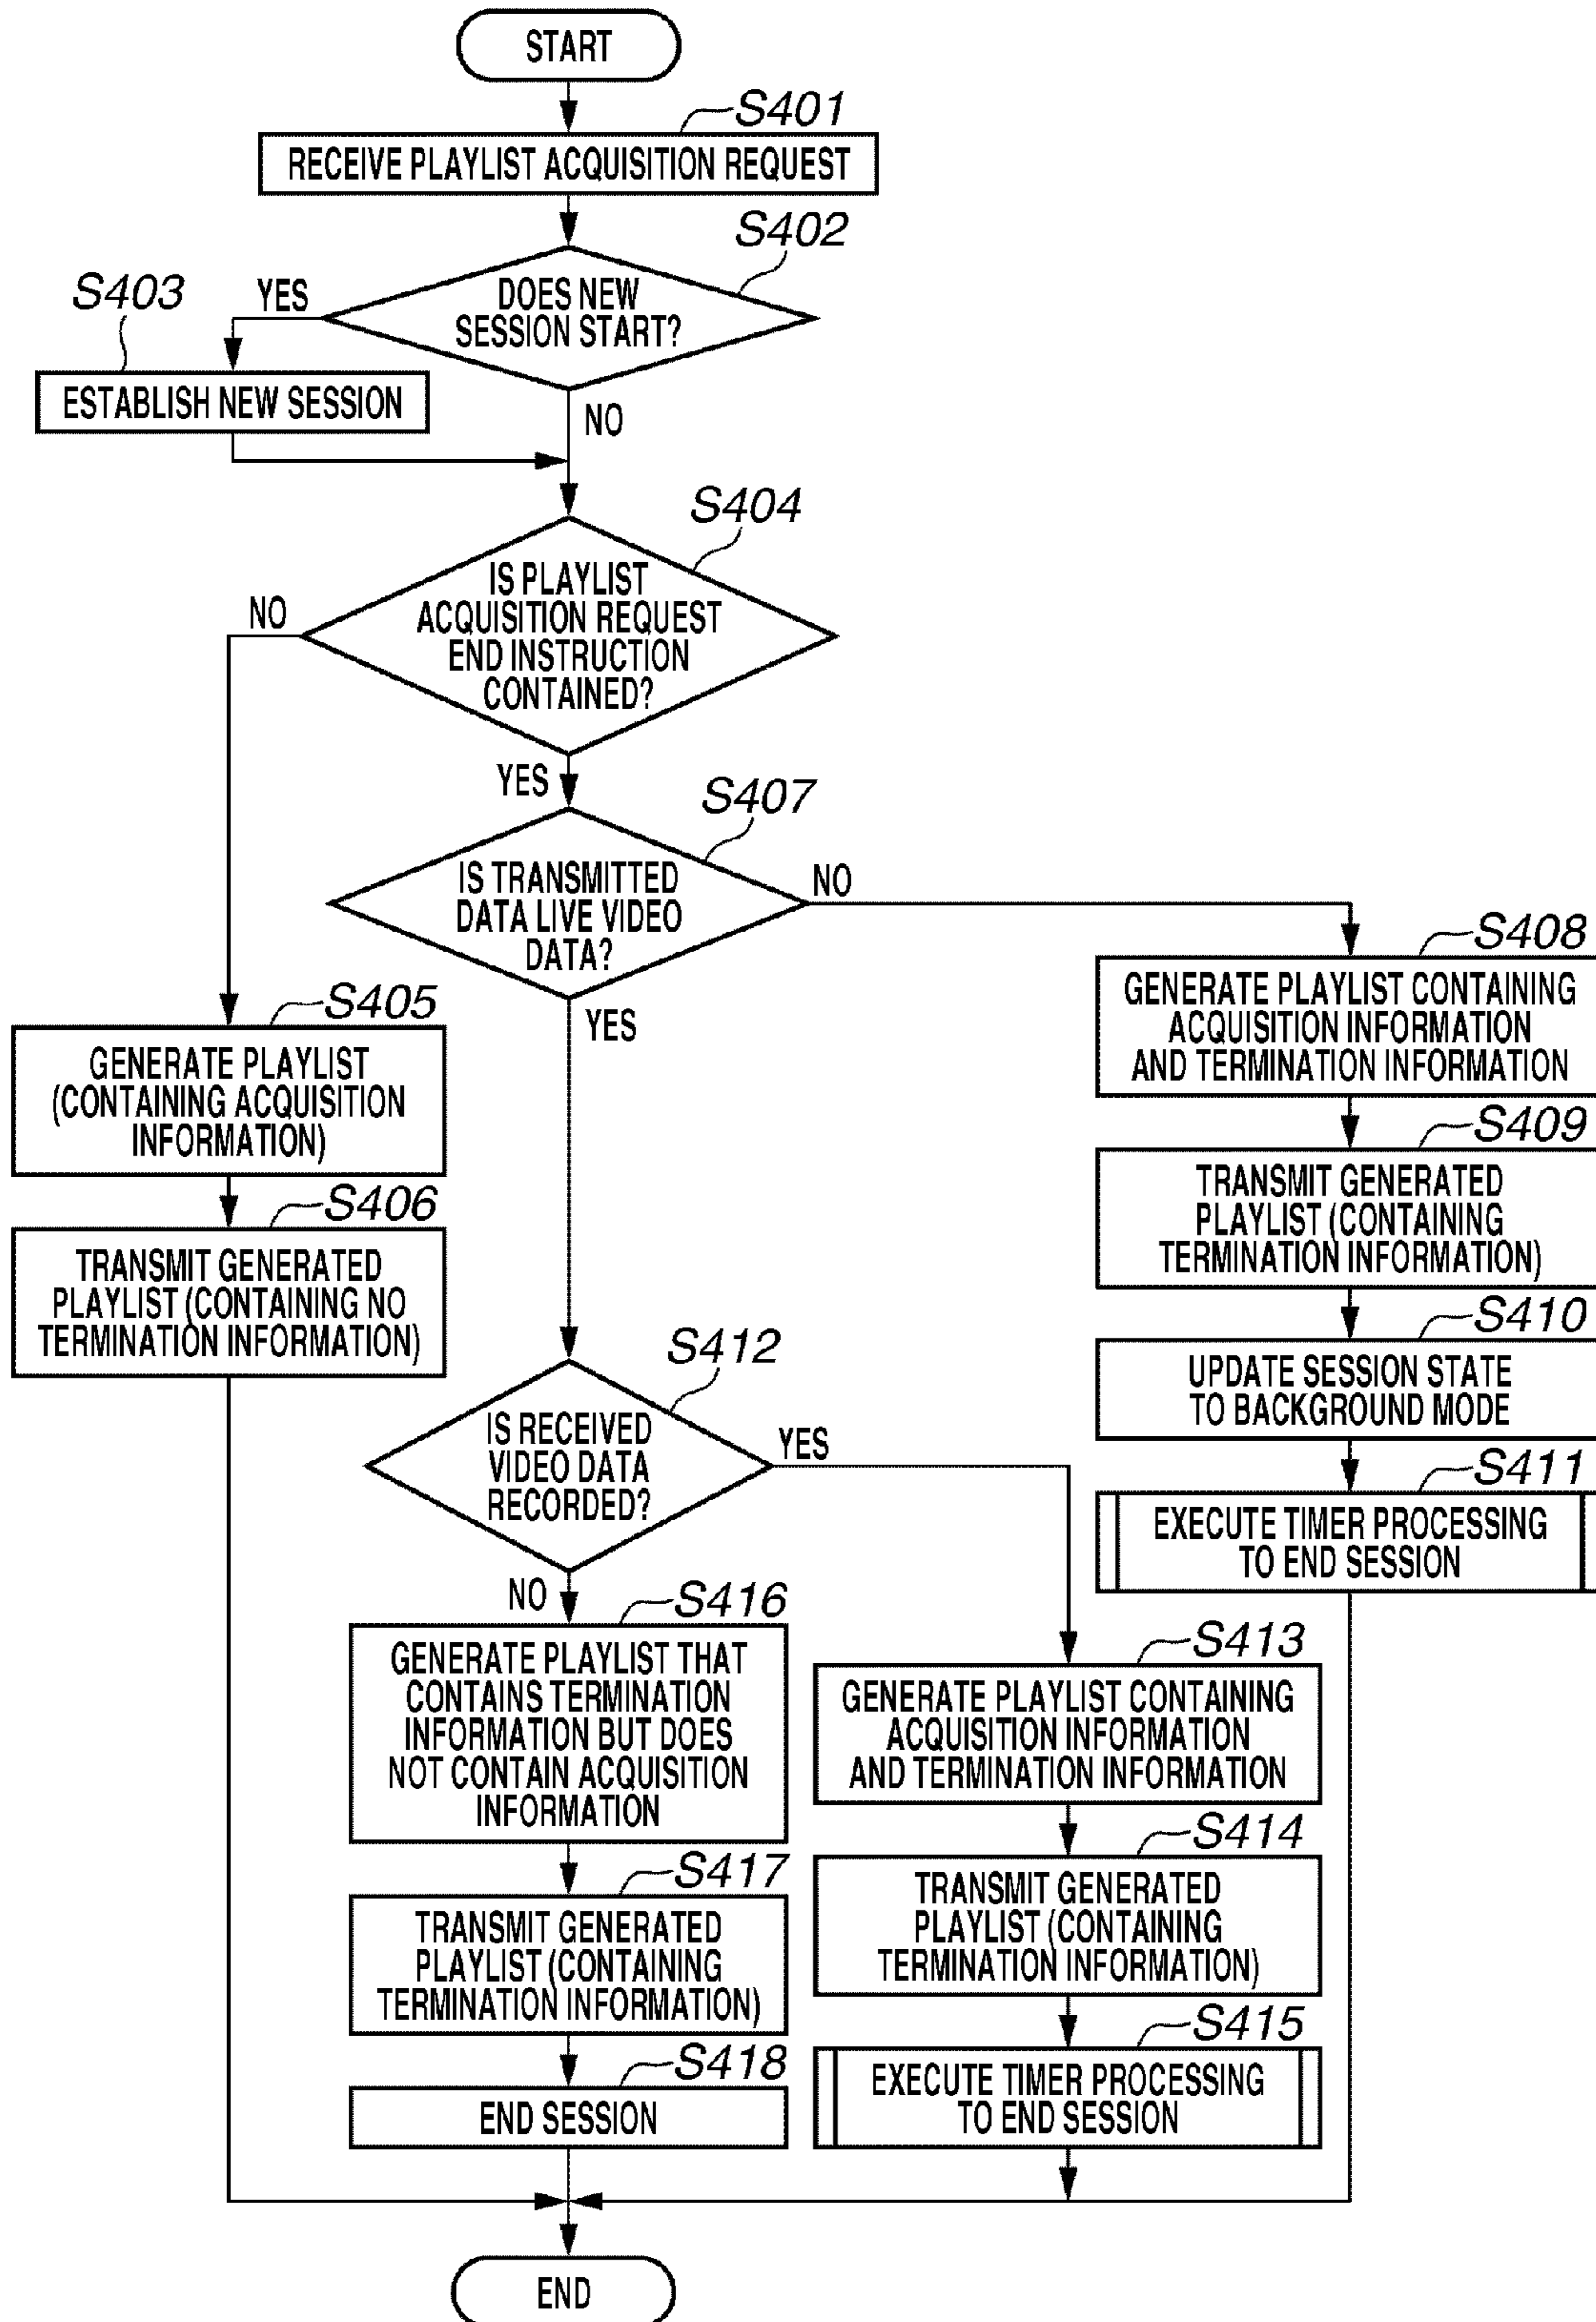 START
S401
RECEIVE PLAYLIST ACQUISITION REQUEST
S402
DOES NEW
SESSION START?
YES
S403
ESTABLISH NEW SESSION
NO
S404
IS PLAYLIST
ACQUISITION REQUEST
END INSTRUCTION
CONTAINED?
NO
YES
S405
GENERATE PLAYLIST
(CONTAINING ACQUISITION
INFORMATION)
S406
TRANSMIT GENERATED
PLAYLIST (CONTAINING NO
TERMINATION INFORMATION)
S407
IS TRANSMITTED
DATA LIVE VIDEO
DATA?
NO
YES
S408
GENERATE PLAYLIST CONTAINING
ACQUISITION INFORMATION
AND TERMINATION INFORMATION
S409
TRANSMIT GENERATED
PLAYLIST (CONTAINING
TERMINATION INFORMATION)
S410
UPDATE SESSION STATE
TO BACKGROUND MODE
S411
EXECUTE TIMER PROCESSING
TO END SESSION
S412
IS RECEIVED
VIDEO DATA
RECORDED?
YES
NO
S413
GENERATE PLAYLIST CONTAINING
ACQUISITION INFORMATION
AND TERMINATION INFORMATION
S414
TRANSMIT GENERATED
PLAYLIST (CONTAINING
TERMINATION INFORMATION)
S415
EXECUTE TIMER PROCESSING
TO END SESSION
S416
GENERATE PLAYLIST THAT
CONTAINS TERMINATION
INFORMATION BUT DOES
NOT CONTAIN ACQUISITION
INFORMATION
S417
TRANSMIT GENERATED
PLAYLIST (CONTAINING
TERMINATION INFORMATION)
S418
END SESSION
END